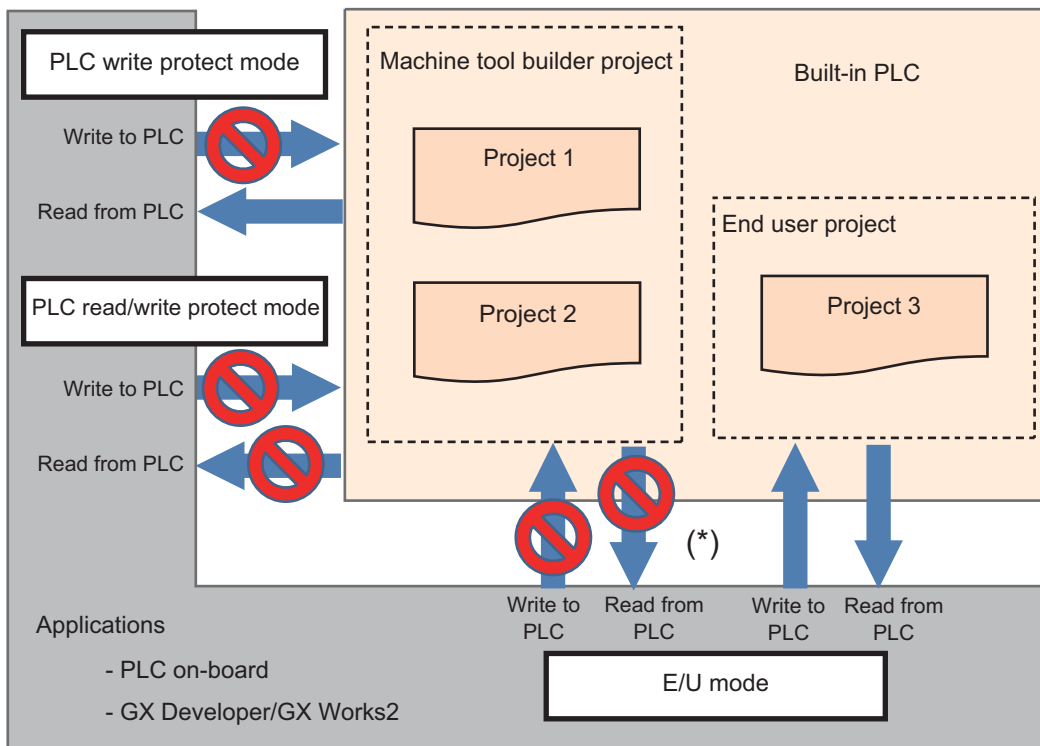 PLC write protect mode
Write to PLC
Read from PLC
PLC read/write protect mode
Write to PLC
Read from PLC
Machine tool builder project
Project 1
Project 2
Built-in PLC
End user project
Project 3
(*)
Write to
PLC
Read from
PLC
Write to
PLC
Read from
PLC
E/U mode
Applications
- PLC on-board
- GX Developer/GX Works2